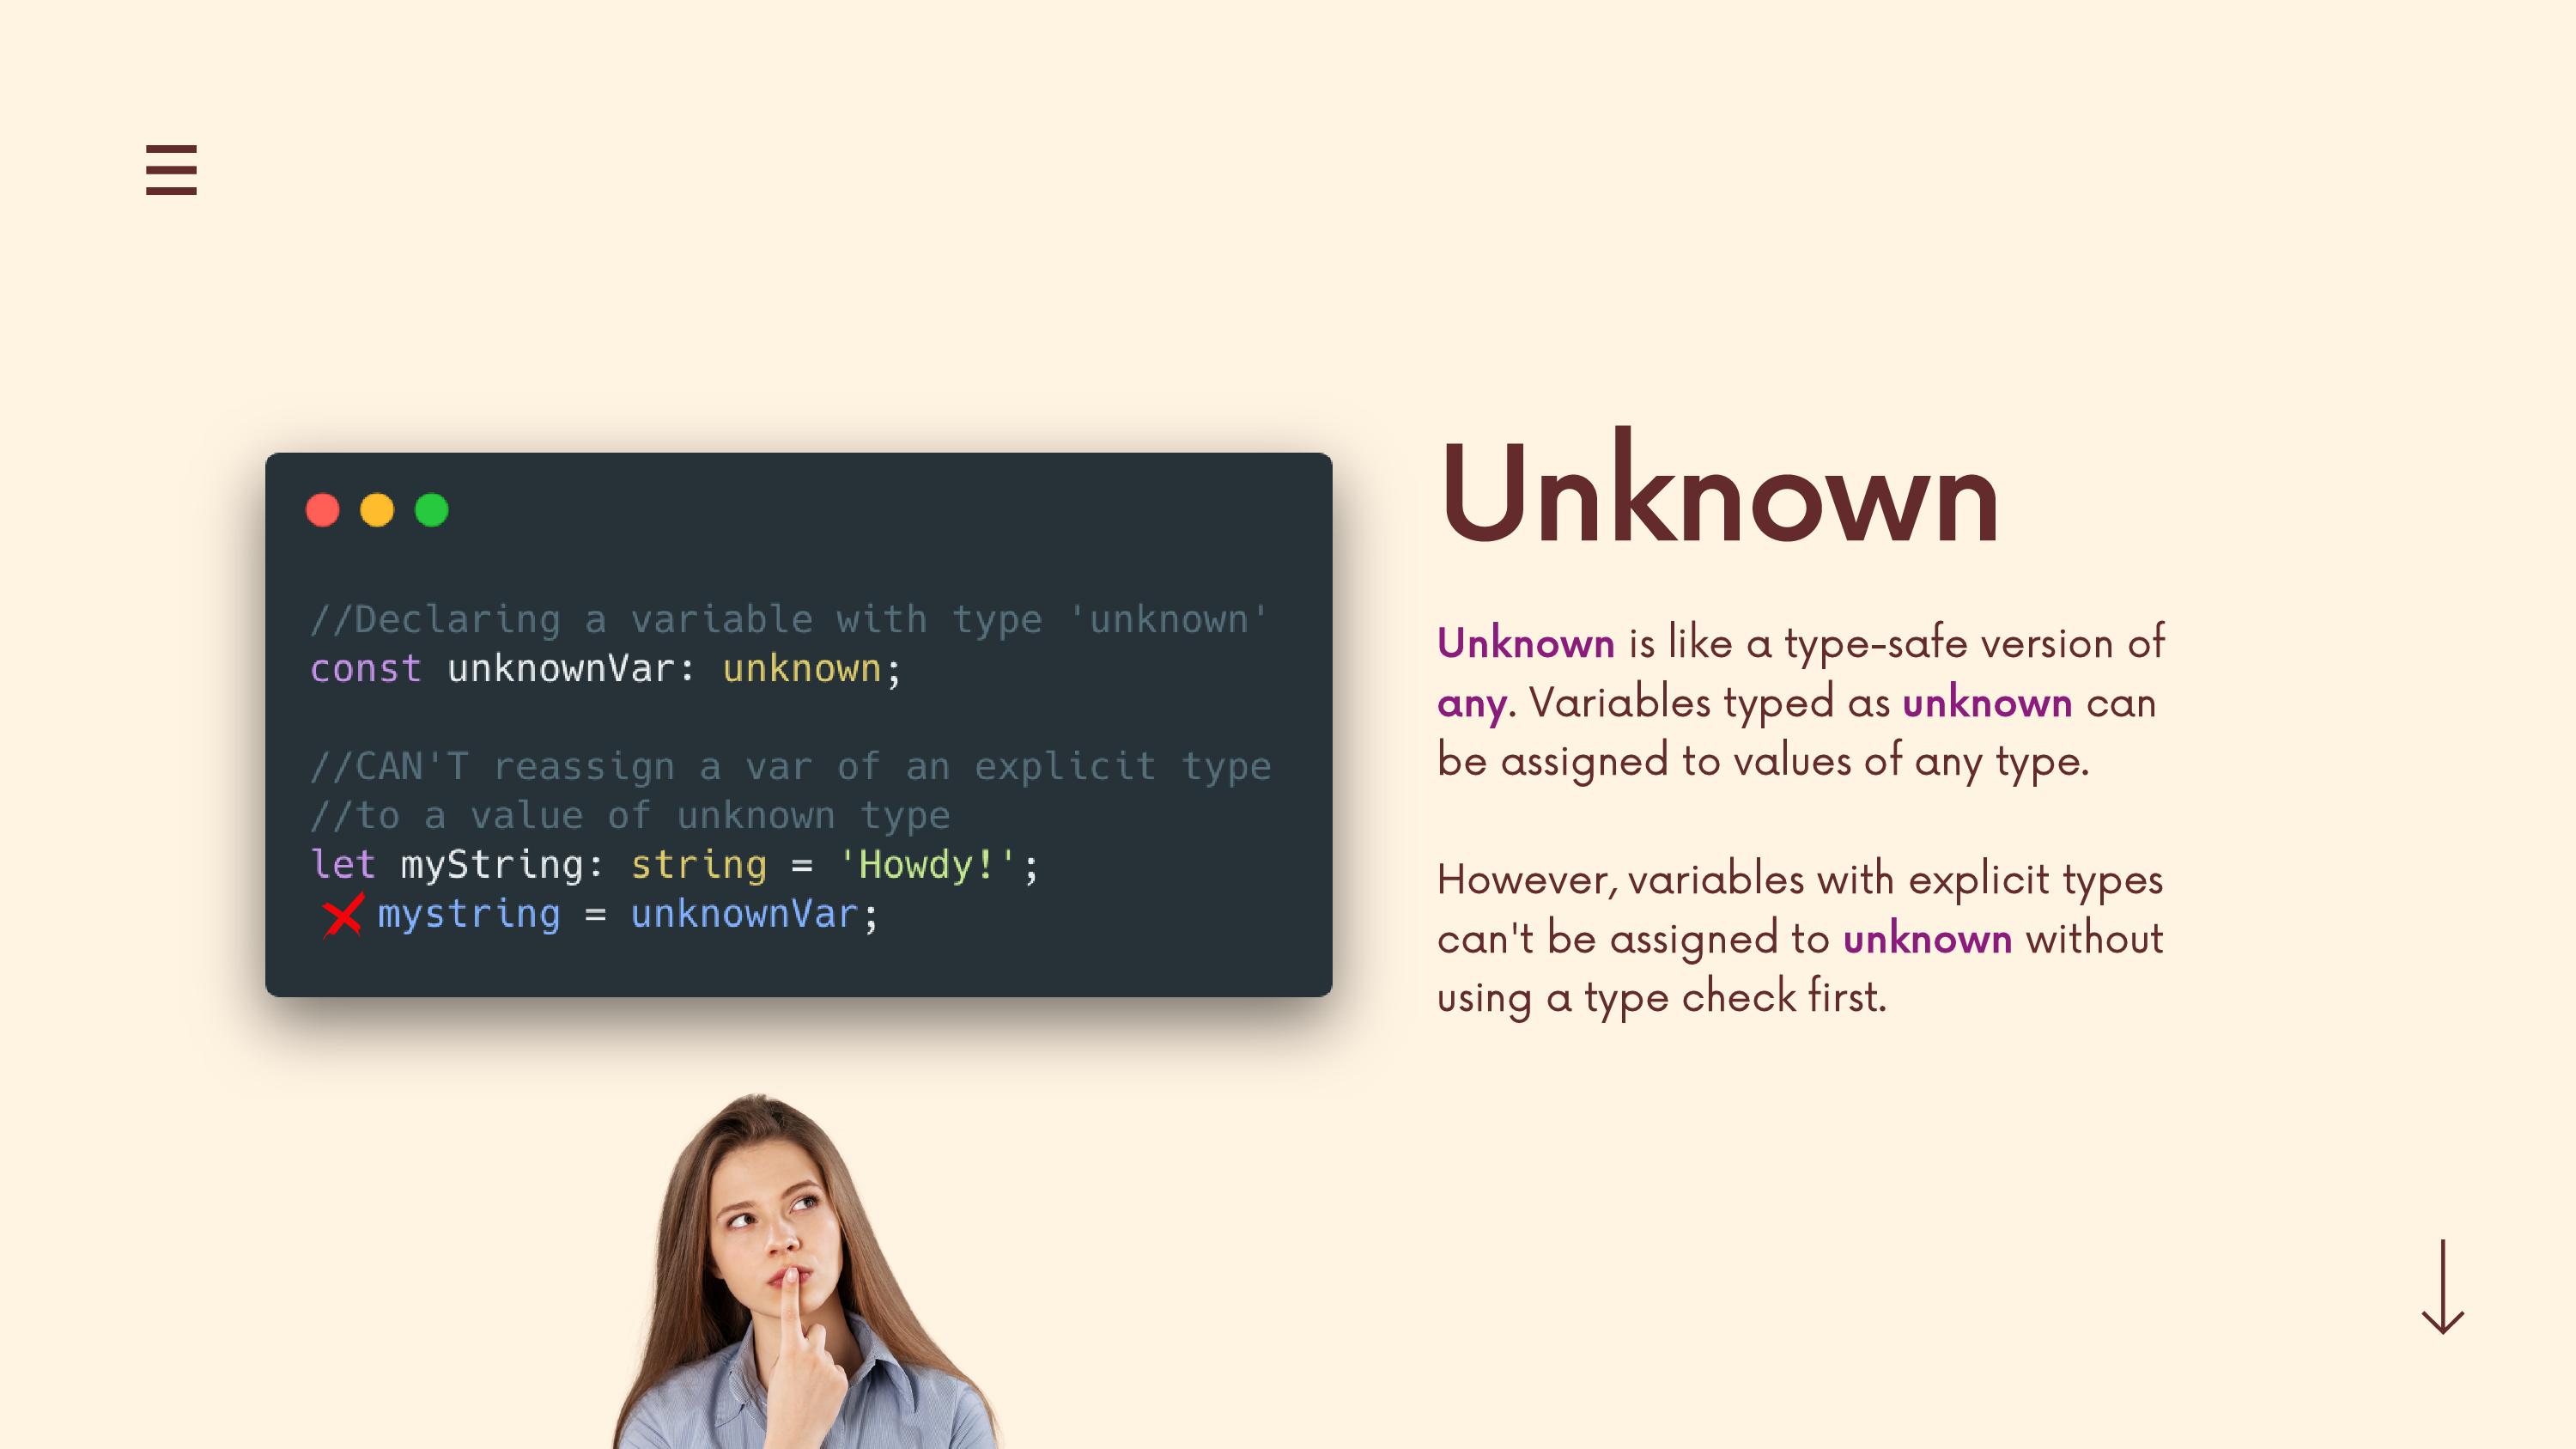 //Declaring a variable with type 'unknown'
const unknownVar: unknown;
//CAN'T reassign a var of an explicit type
//to a value of unknown type
let myString: string = 'Howdy!';
mystring = unknownVar;
Unknown
Unknown is like a type-safe version of
any. Variables typed as unknown can
be assigned to values of any type.
However, variables with explicit types
can't be assigned to unknown without
using a type check first.